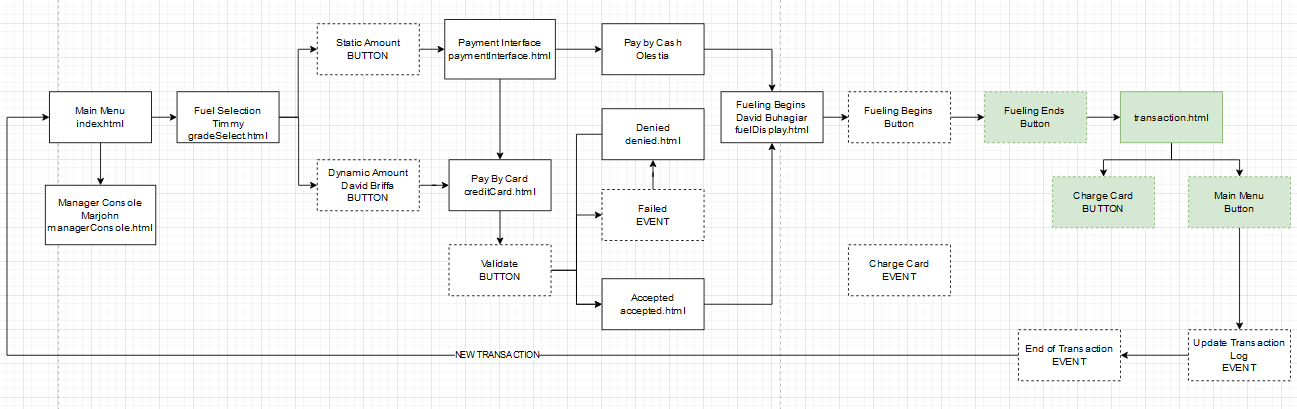 Static Amount
BUTTON
Payment Interface
paymentInterface.html
Pay by Cash
Olestia
Main Menu
index.html
Fuel Selection
Timmy
gradeSelect.html
Fueling Begins
David Buhagiar
fuelDisplay.html
Fueling Begins
Button
Fueling Ends
Button
transaction.html
Denied
denied.html
Dynamic Amount
David Briffa
BUTTON
Pay By Card
creditCard.html
Manager Console
Marjohn
managerConsole.html
Failed
EVENT
Charge Card
BUTTON
Main Menu
Button
Validate
BUTTON
Charge Card
EVENT
Accepted
accepted.html
NEW TRANSACTION
End of Transaction
EVENT
Update Transaction
Log
EVENT